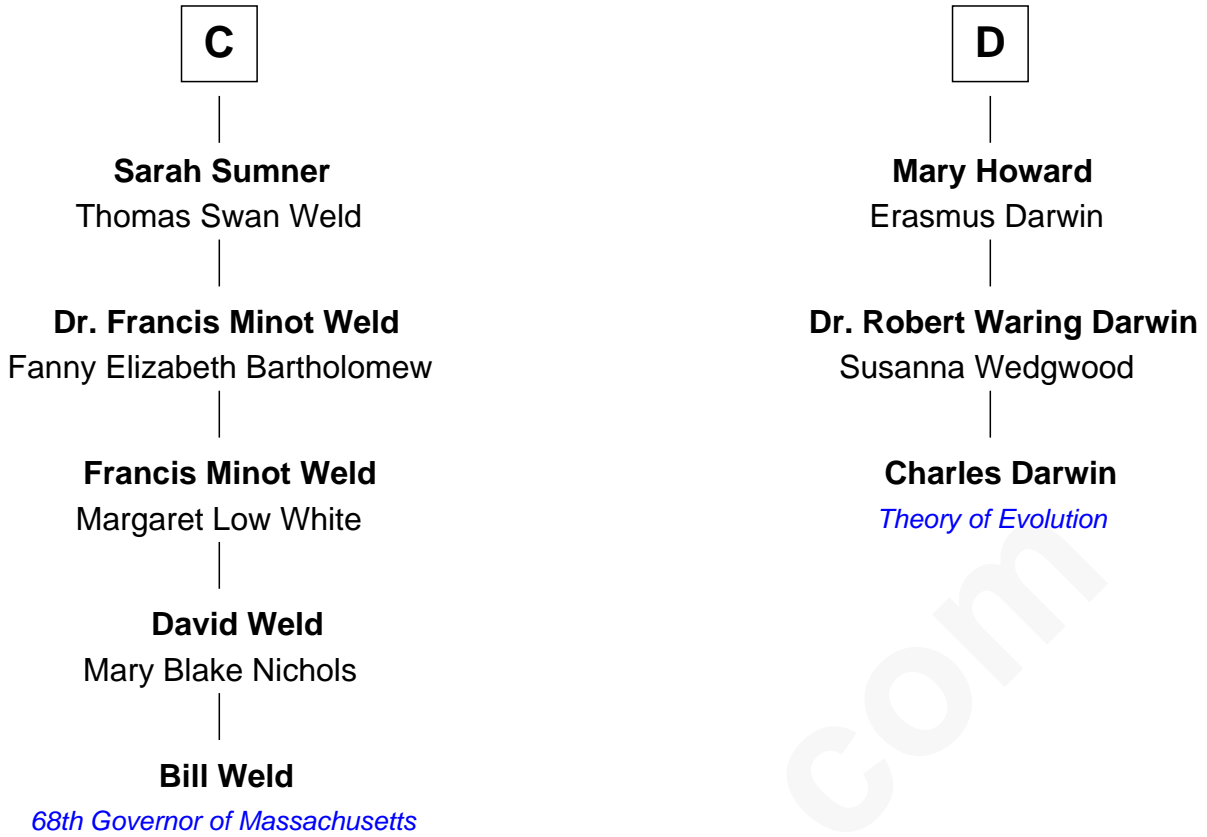 C
Sarah Sumner
Thomas Swan Weld
Dr. Francis Minot Weld
Fanny Elizabeth Bartholomew
Francis Minot Weld
Margaret Low White
David Weld
Mary Blake Nichols
Bill Weld
68th Governor of Massachusetts
D
Mary Howard
Erasmus Darwin
Dr. Robert Waring Darwin
Susanna Wedgwood
Charles Darwin
Theory of Evolution
com